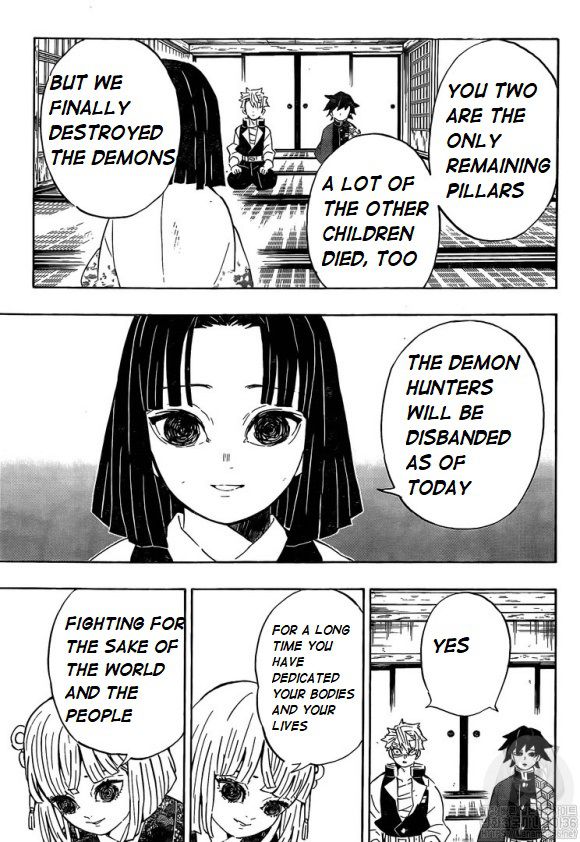 YOU TWO
ARE THE
ONLY
REMAINING
PILLARS
A LOT OF
THE OTHER
CHILDREN
DIED, TOO
BUT WE
FINALLY
DESTROYED
THE DEMONS
THE DEMON
HUNTERS
WILL BE
DISBANDED
AS OF
TODAY
YES
FOR A LONG
TIME YOU
HAVE
DEDICATED
YOUR BODIES
AND YOUR
LIVES
FIGHTING FOR
THE SAKE OF
THE WORLD
AND THE
PEOPLE